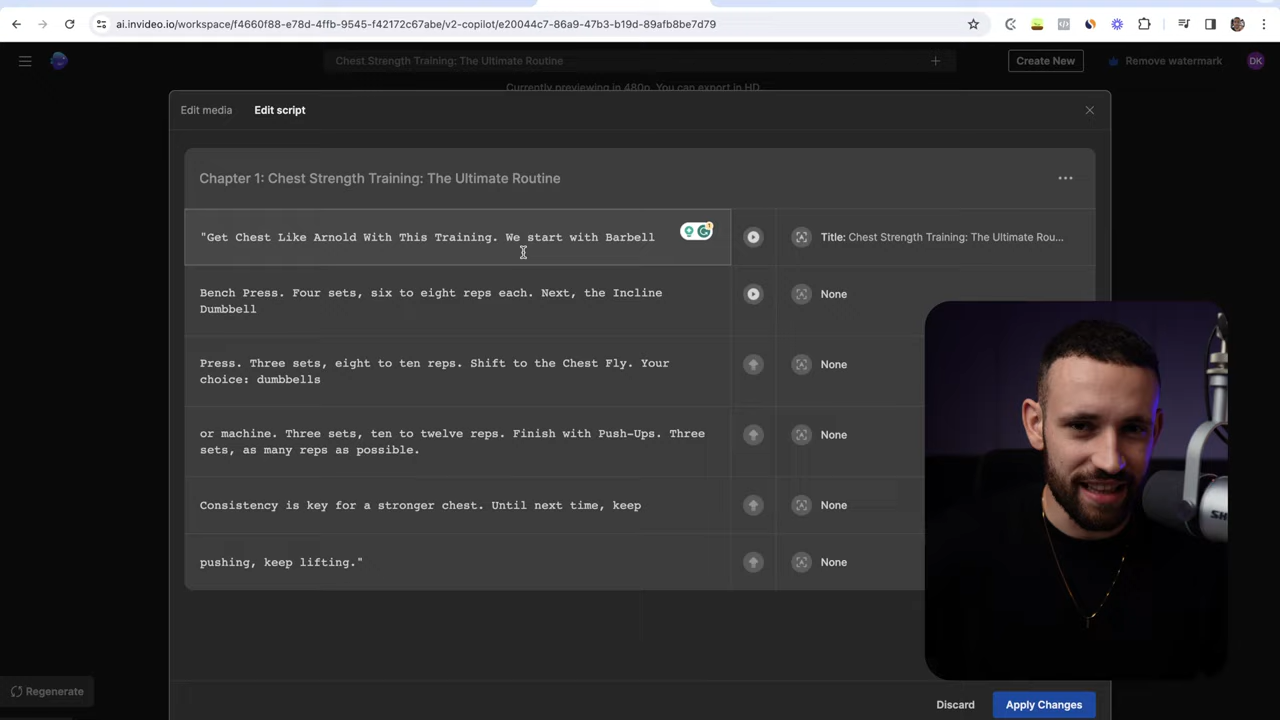 ai.invideo.io/workspace/f4660f88-e78d-4ffb-9545-f42172c67abe/v2-copilot/e20044c7-86a9-47b3-b19d-89afb8be7d79
Chest Strength Training: The Ultimate Routine
Create New
Remove watermark
DK
Currently previewing in 480p. You can export in HD.
Edit media
Edit script
Chapter 1: Chest Strength Training: The Ultimate Routine
"Get Chest Like Arnold With This Training. We start with Barbell
Title: Chest Strength Training: The Ultimate Rou...
Bench Press. Four sets, six to eight reps each. Next, the Incline
Dumbbell
None
Press. Three sets, eight to ten reps. Shift to the Chest Fly. Your
choice: dumbbells
None
or machine. Three sets, ten to twelve reps. Finish with Push-Ups. Three
sets, as many reps as possible.
None
Consistency is key for a stronger chest. Until next time, keep
None
pushing, keep lifting."
None
SH
Regenerate
Discard
Apply Changes